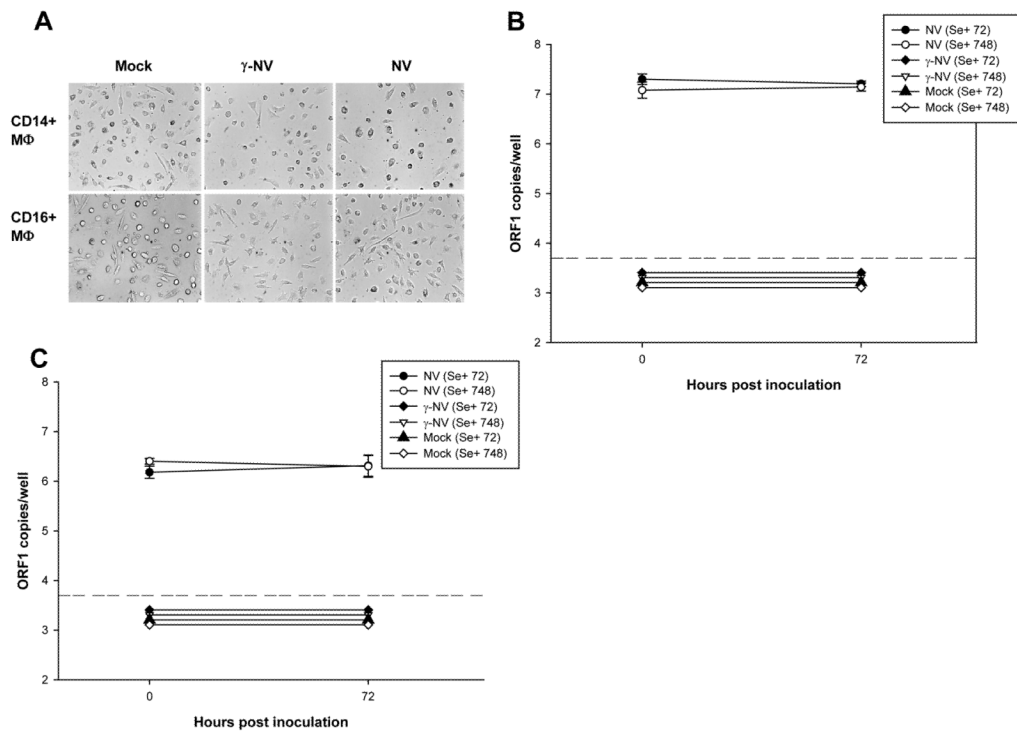 A
Mock γ-NV NV
CD14+
MΦ
CD16+
MΦ
B
NV (Se+ 72)
NV (Se+ 748)
γ-NV (Se+ 72)
γ-NV (Se+ 748)
Mock (Se+ 72)
Mock (Se+ 748)
8
7
6
5
4
3
2
ORF1 copies/well
0 72
Hours post inoculation
C
NV (Se+ 72)
NV (Se+ 748)
γ-NV (Se+ 72)
γ-NV (Se+ 748)
Mock (Se+ 72)
Mock (Se+ 748)
8
7
6
5
4
3
2
ORF1 copies/well
0 72
Hours post inoculation